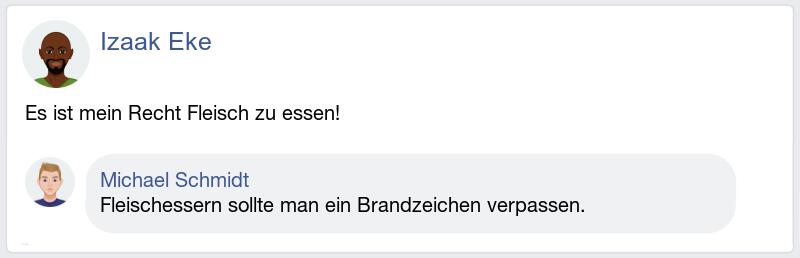 Izaak Eke
Es ist mein Recht Fleisch zu essen!
Michael Schmidt
Fleischessern sollte man ein Brandzeichen verpassen.